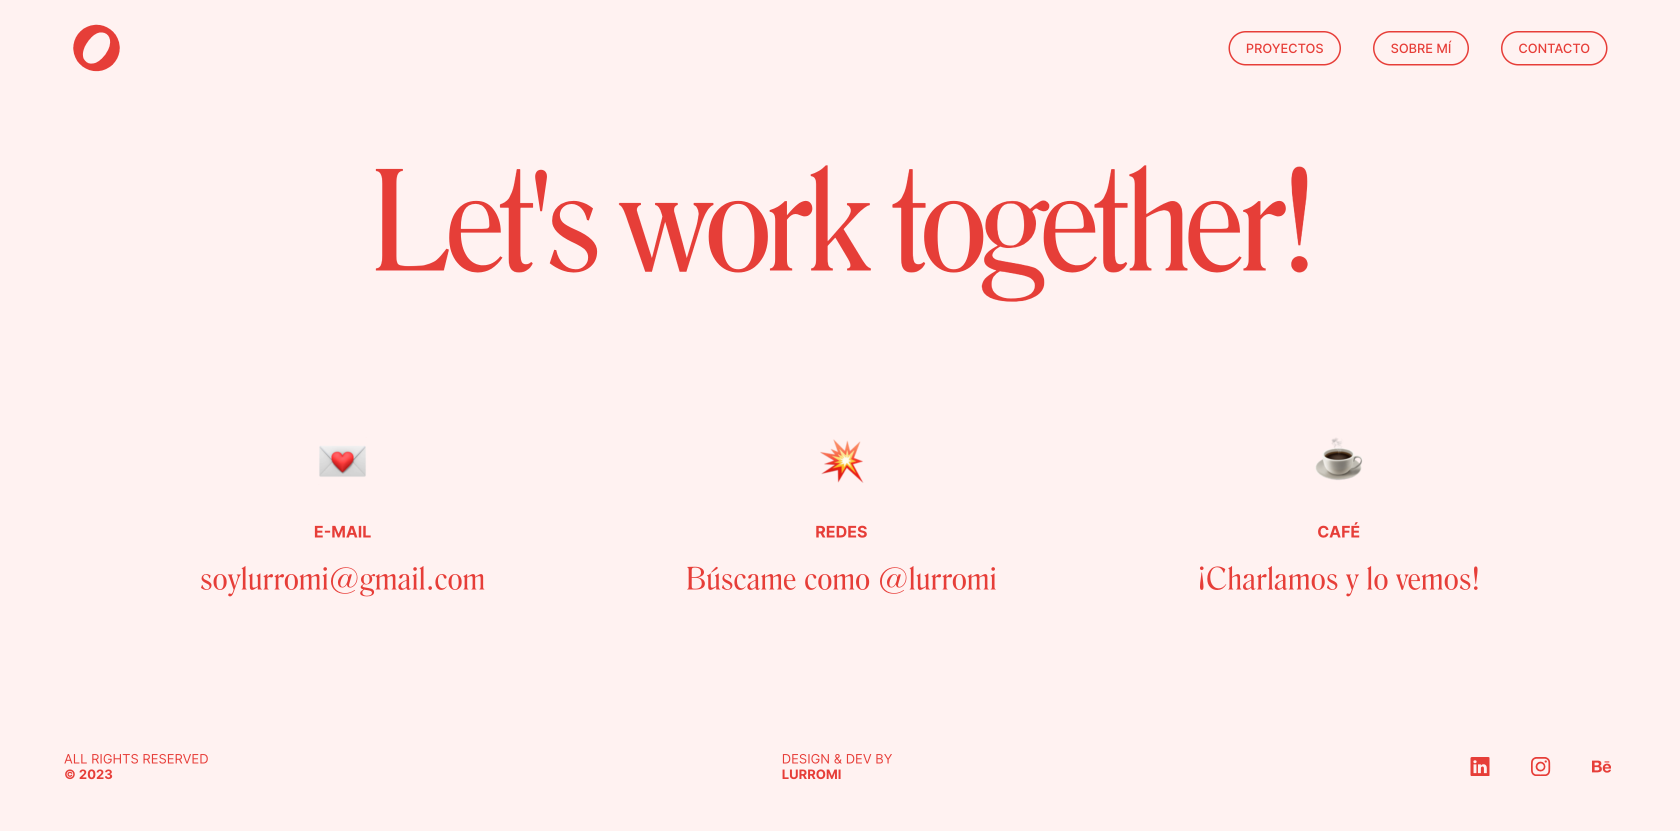 PROYECTOS
SOBRE MÍ
CONTACTO
Let's work together!
E-MAIL
soylurromi@gmail.com
REDES
Búscame como @lurromi
CAFÉ
¡Charlamos y lo vemos!
ALL RIGHTS RESERVED
© 2023
DESIGN & DEV BY
LURROMI
in
Bē